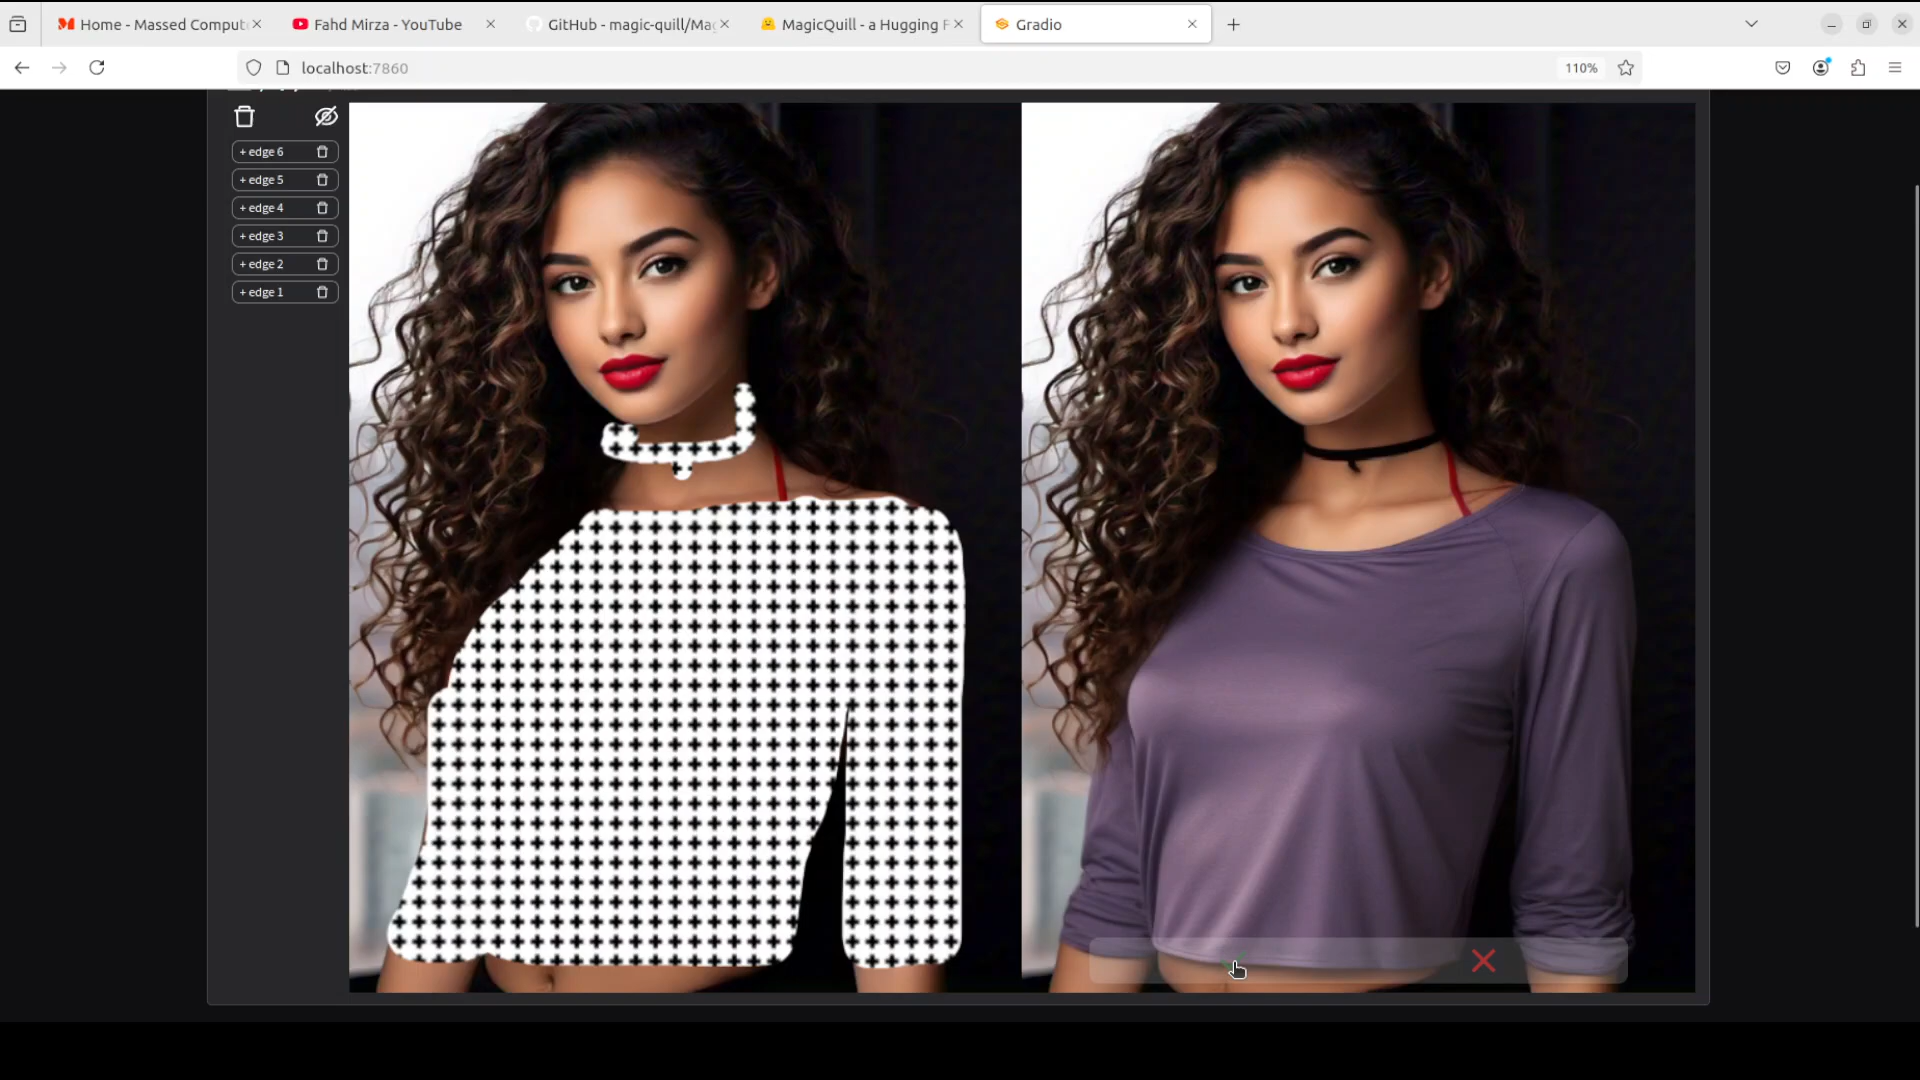 Home - Massed Comput
Fahd Mirza - YouTube
GitHub - magic-quill/Mag
MagicQuill - a Hugging F
Gradio
localhost:7860
110%
+ edge 6
+ edge 5
+ edge 4
+ edge 3
+ edge 2
+ edge 1